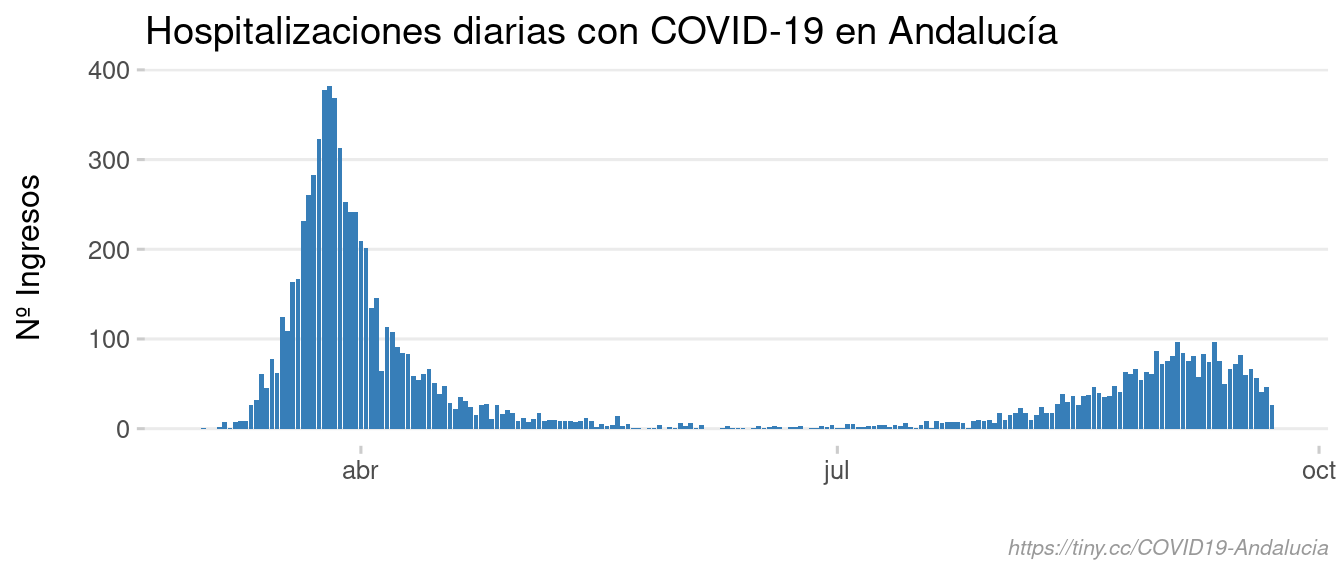 Hospitalizaciones diarias con COVID-19 en Andalucía
400
300
200
100
0
Nº Ingresos
abr jul oct
https://tiny.cc/COVID19-Andalucia